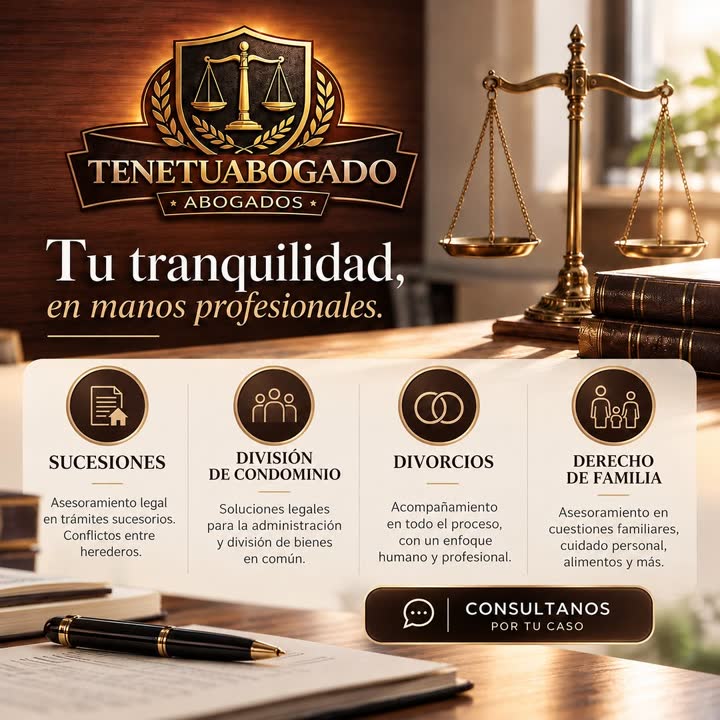 TENETUABOGADO
ABOGADOS
Tu tranquilidad,
en manos profesionales.
SUCESIONES
Asesoramiento legal
en trámites sucesorios.
Conflictos entre
herederos.
DIVISIÓN
DE CONDOMINIO
Soluciones legales
para la administración
y división de bienes
en común.
DIVORCIOS
Acompañamiento
en todo el proceso,
con un enfoque
humano y profesional.
DERECHO
DE FAMILIA
Asesoramiento en
cuestiones familiares,
cuidado personal,
alimentos y más.
CONSULTANOS
POR TU CASO